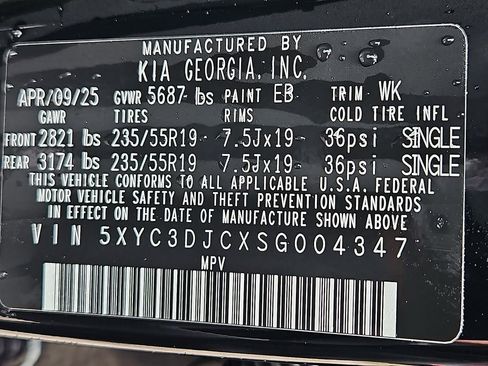 MANUFACTURED BY
KIA GEORGIA, INC.
APR/09/25 GVWR 5687 lbs PAINT EB TRIM WK
GAWR TIRES RIMS COLD TIRE INFL
FRONT 2821 lbs 235/55R19 7.5Jx19 36psi SINGLE
REAR 3174 lbs 235/55R19 7.5Jx19 36psi SINGLE
THIS VEHICLE CONFORMS TO ALL APPLICABLE U.S.A. FEDERAL
MOTOR VEHICLE SAFETY AND THEFT PREVENTION STANDARDS
IN EFFECT ON THE DATE OF MANUFACTURE SHOWN ABOVE
VIN 5XYC3DJCXSG004347
MPV